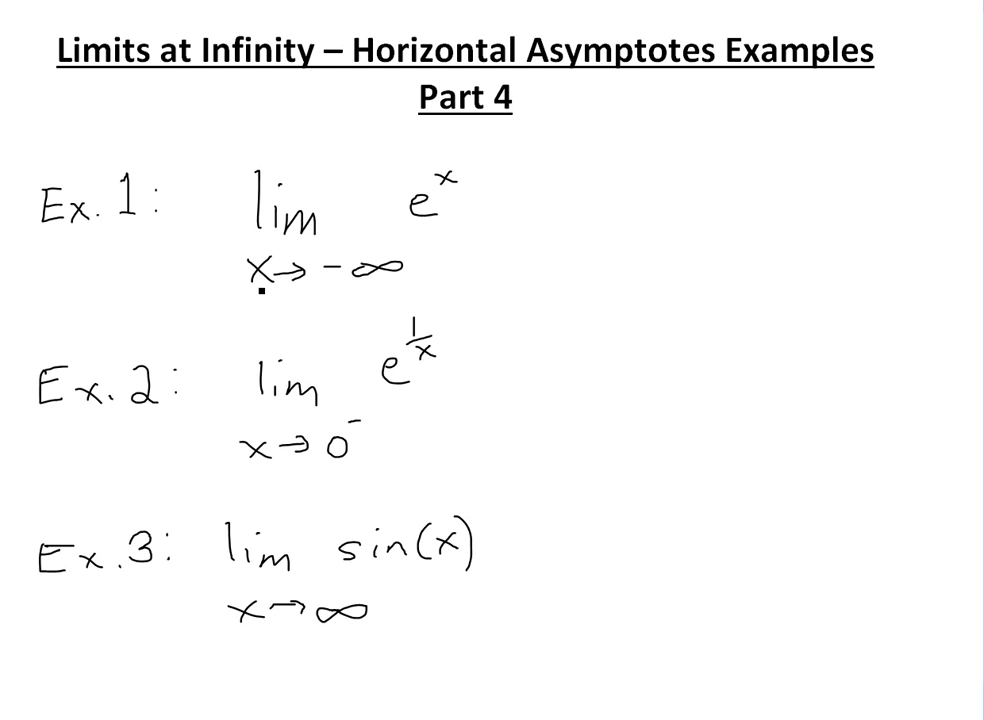 Limits at Infinity – Horizontal Asymptotes Examples
Part 4
Ex. 1: lim e^x
x → -∞
Ex. 2: lim e^(1/x)
x → 0⁻
Ex. 3: lim sin(x)
x → ∞